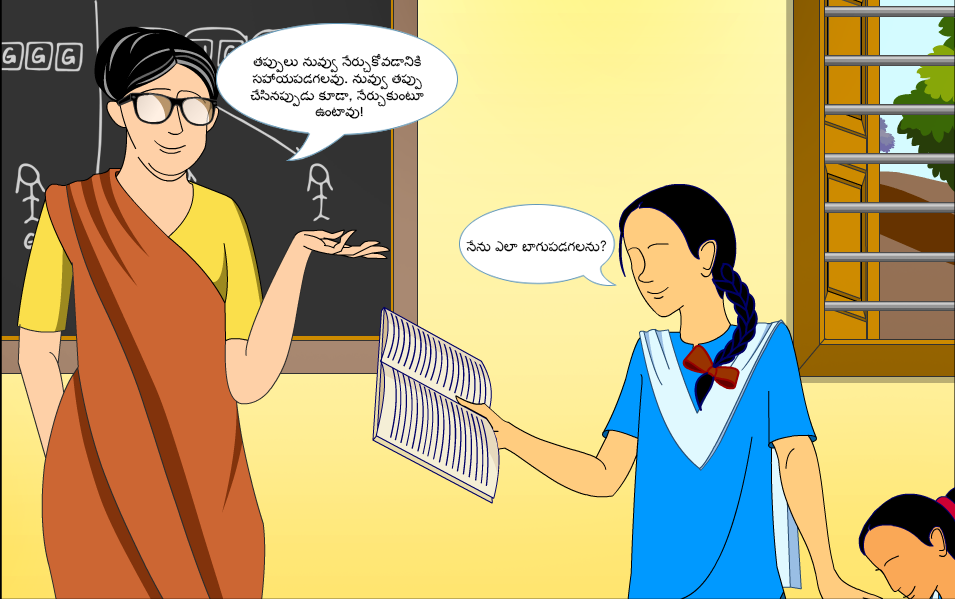 G G G
G
తప్పులు నువ్వు నేర్చుకోవడానికి
సహాయపడగలవు. నువ్వు తప్పు
చేసినప్పుడు కూడా, నేర్చుకుంటూ
ఉంటావు!
నేను ఎలా బాగుపడగలను?